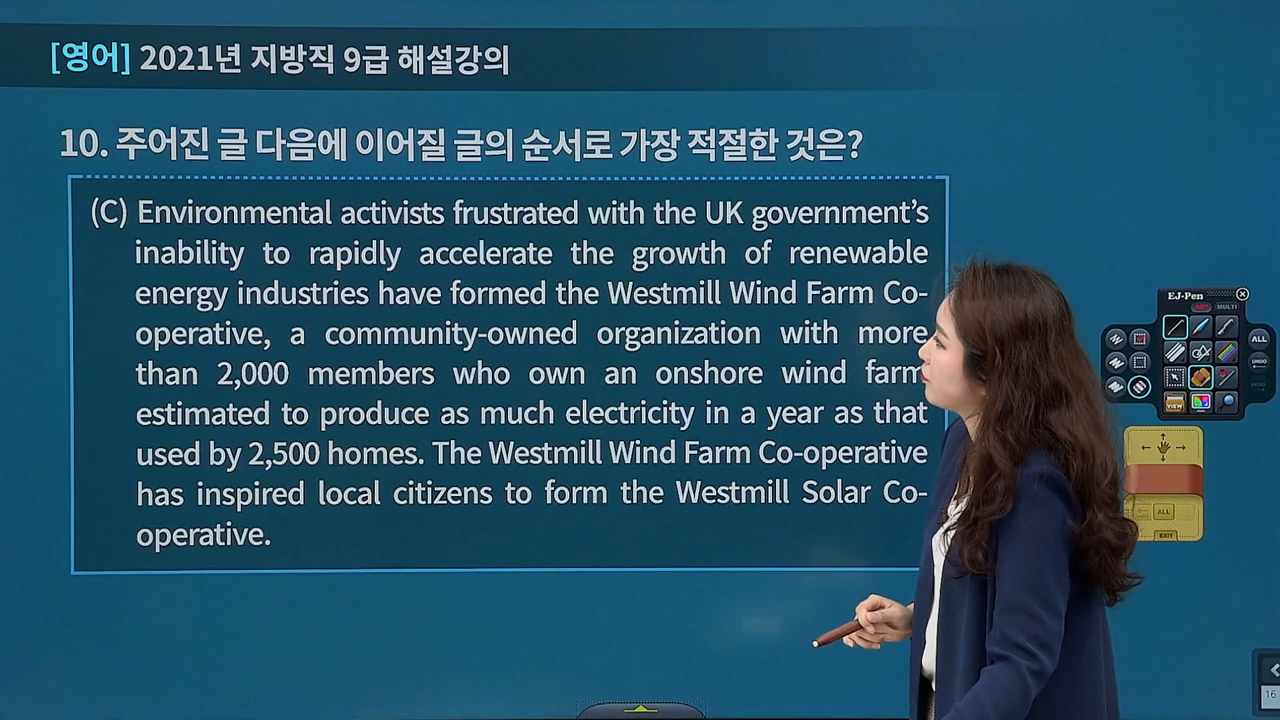 [영어] 2021년 지방직 9급 해설강의
10. 주어진 글 다음에 이어질 글의 순서로 가장 적절한 것은?
(C) Environmental activists frustrated with the UK government's
inability to rapidly accelerate the growth of renewable
energy industries have formed the Westmill Wind Farm Co-
operative, a community-owned organization with more
than 2,000 members who own an onshore wind farm
estimated to produce as much electricity in a year as that
used by 2,500 homes. The Westmill Wind Farm Co-operative
has inspired local citizens to form the Westmill Solar Co-
operative.
EJ-Pen
MULTI
ALL
UNDO
VIEW
ALL
EXIT
16